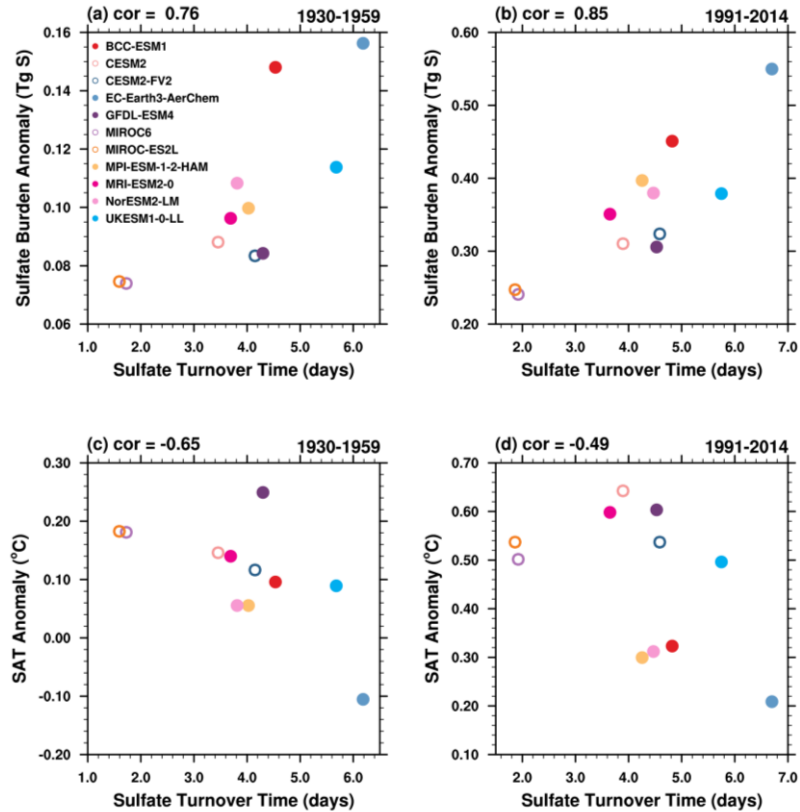 (a) cor = 0.76 1930-1959
Sulfate Burden Anomaly (Tg S)
0.16
0.14
0.12
0.10
0.08
0.06
BCC-ESM1
CESM2
CESM2-FV2
EC-Earth3-AerChem
GFDL-ESM4
MIROC6
MIROC-ES2L
MPI-ESM-1-2-HAM
MRI-ESM2-0
NorESM2-LM
UKESM1-0-LL
1.0 2.0 3.0 4.0 5.0 6.0
Sulfate Turnover Time (days)
(b) cor = 0.85 1991-2014
Sulfate Burden Anomaly (Tg S)
0.60
0.50
0.40
0.30
0.20
2.0 3.0 4.0 5.0 6.0 7.0
Sulfate Turnover Time (days)
(c) cor = -0.65 1930-1959
SAT Anomaly (°C)
0.30
0.20
0.10
0.00
-0.10
-0.20
1.0 2.0 3.0 4.0 5.0 6.0
Sulfate Turnover Time (days)
(d) cor = -0.49 1991-2014
SAT Anomaly (°C)
0.70
0.60
0.50
0.40
0.30
0.20
0.10
2.0 3.0 4.0 5.0 6.0 7.0
Sulfate Turnover Time (days)